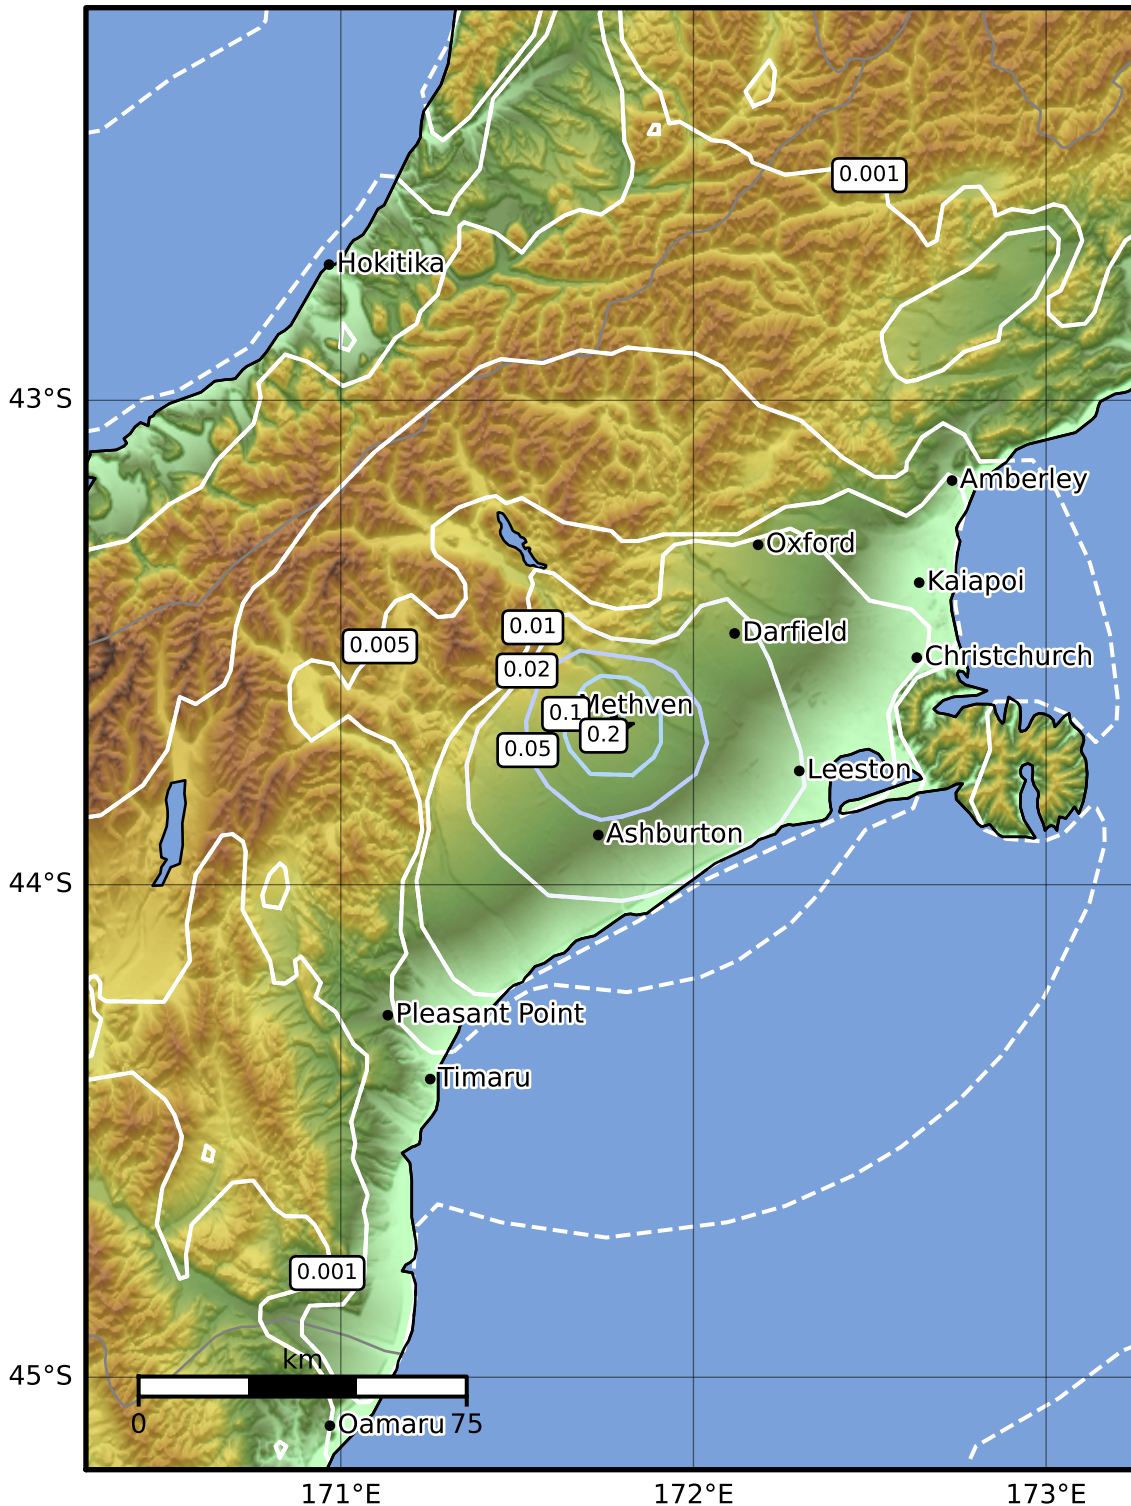 0.001
Hokitika
43°S
Amberley
Oxford
Kaiapoi
0.01
Darfield
0.005
Christchurch
0.02
Methven
0.1
0.2
0.05
Leeston
Ashburton
44°S
Pleasant Point
Timaru
0.001
km
45°S
0
75
Oamaru
171°E
172°E
173°E